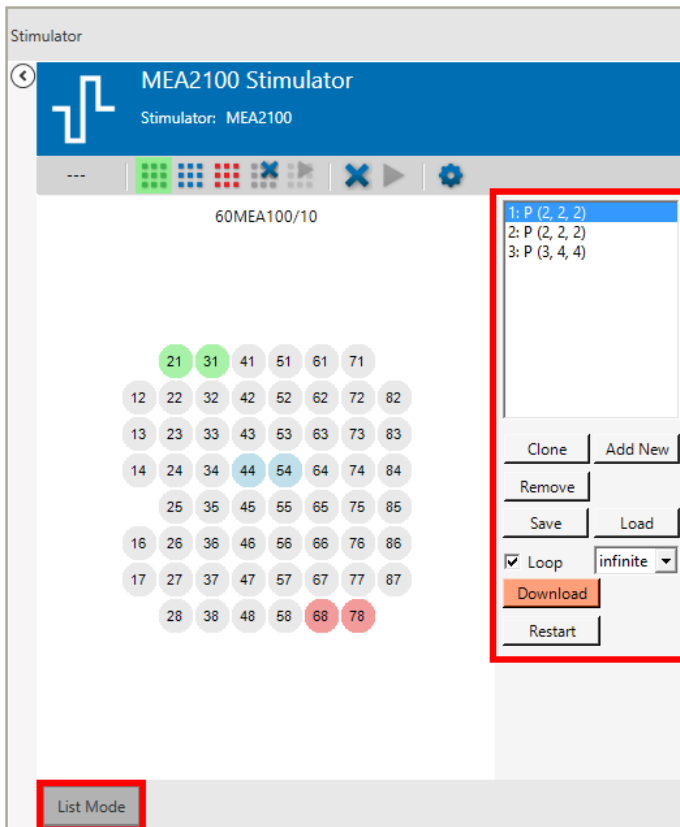 Stimulator
MEA2100 Stimulator
Stimulator: MEA2100
---
60MEA100/10
1: P (2, 2, 2)
2: P (2, 2, 2)
3: P (3, 4, 4)
21 31 41 51 61 71
12 22 32 42 52 62 72 82
13 23 33 43 53 63 73 83
14 24 34 44 54 64 74 84
25 35 45 55 65 75 85
16 26 36 46 56 66 76 86
17 27 37 47 57 67 77 87
28 38 48 58 68 78
Clone Add New
Remove
Save Load
Loop infinite
Download
Restart
List Mode